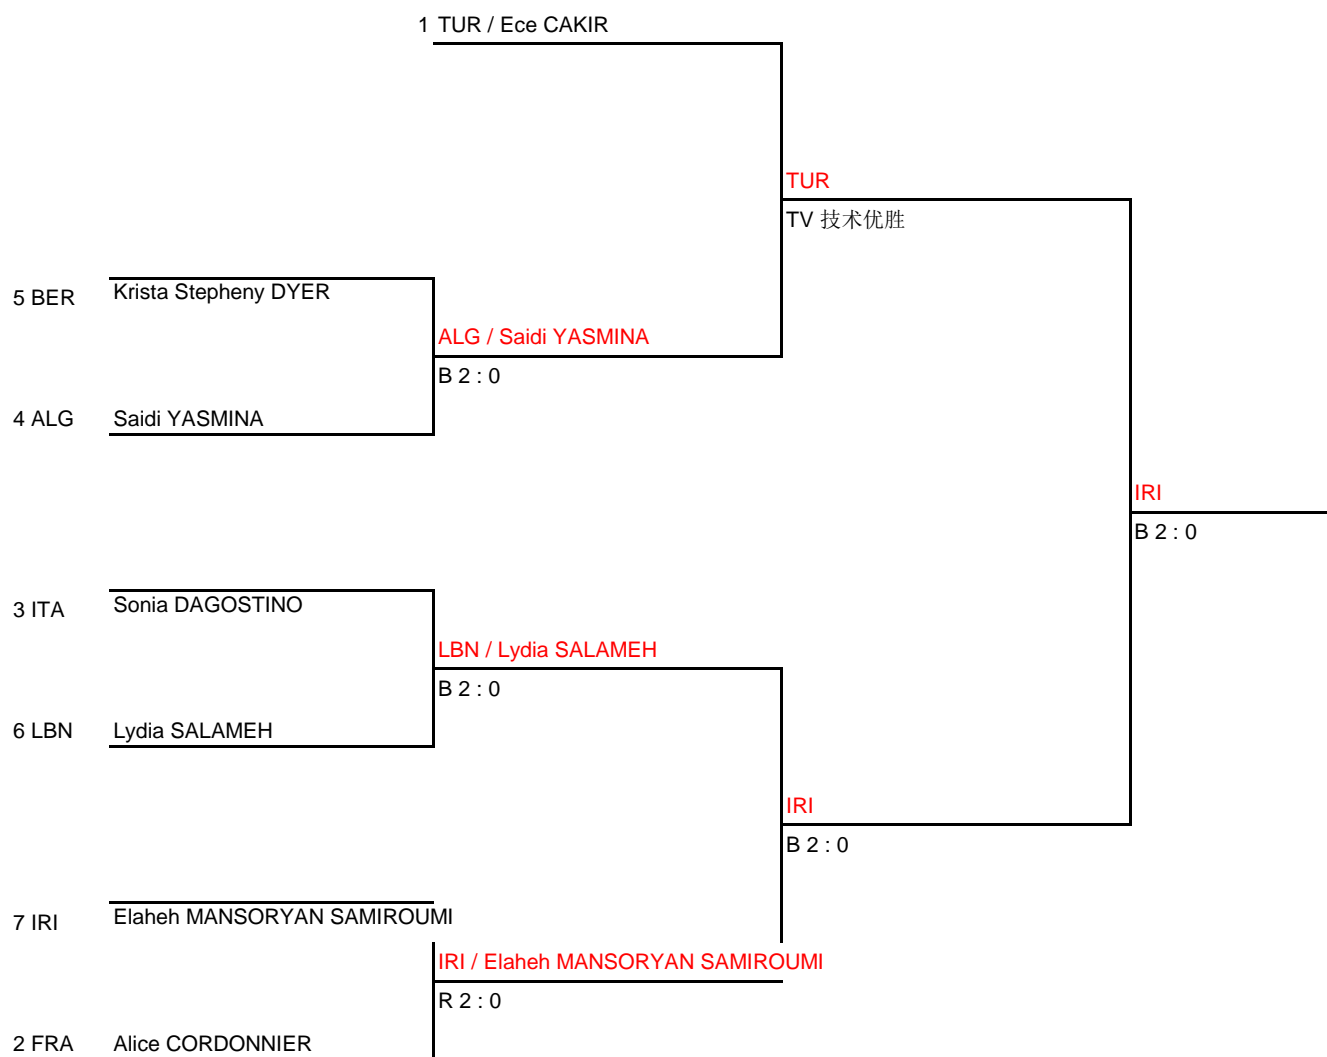 1 TUR / Ece CAKIR
TUR
TV 技术优胜
5 BER Krista Stepheny DYER
ALG / Saidi YASMINA
B 2 : 0
4 ALG Saidi YASMINA
IRI
B 2 : 0
3 ITA Sonia DAGOSTINO
LBN / Lydia SALAMEH
B 2 : 0
6 LBN Lydia SALAMEH
IRI
B 2 : 0
7 IRI Elaheh MANSORYAN SAMIROUMI
IRI / Elaheh MANSORYAN SAMIROUMI
R 2 : 0
2 FRA Alice CORDONNIER